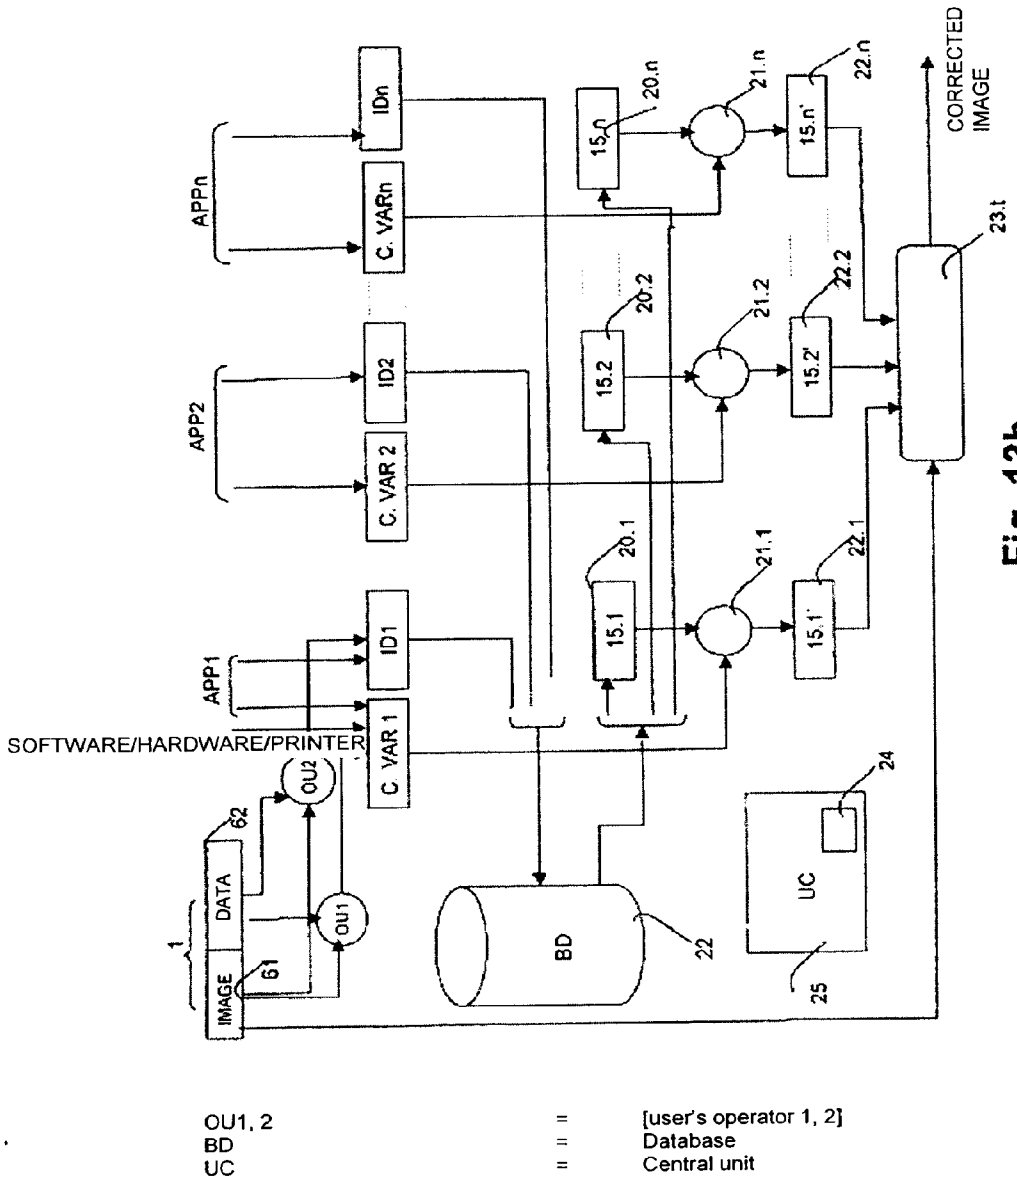 APPn
IDn
C. VARn
15.n
20.n
21.n
15.n'
22.n
CORRECTED
IMAGE
APP2
ID2
C. VAR 2
15.2
20.2
21.2
15.2'
22.2
23.t
APP1
ID1
C. VAR 1
SOFTWARE/HARDWARE/PRINTER
15.1
20.1
21.1
15.1'
22.1
1
IMAGE
DATA
61
62
OU1
OU2
BD
22
UC
24
25
OU1, 2 = [user's operator 1, 2]
BD = Database
UC = Central unit